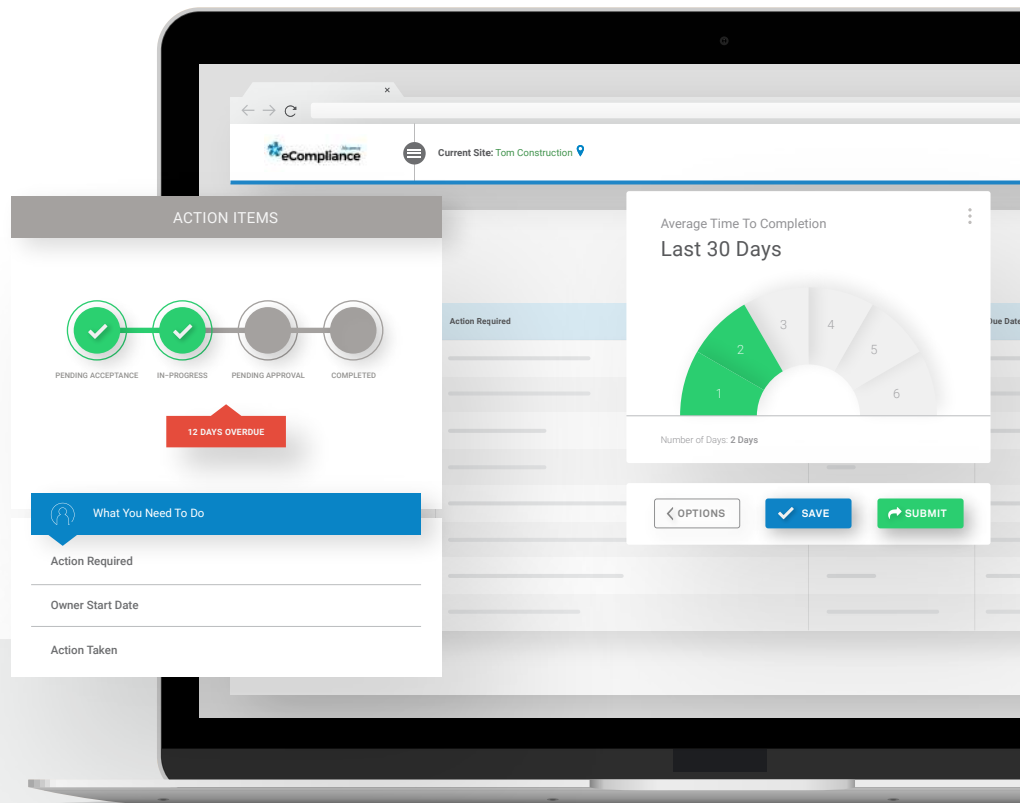 eCompliance
Current Site: Tom Construction
ACTION ITEMS
PENDING ACCEPTANCE
IN-PROGRESS
PENDING APPROVAL
COMPLETED
12 DAYS OVERDUE
What You Need To Do
Action Required
Owner Start Date
Action Taken
Action Required
Due Date
Average Time To Completion
Last 30 Days
1
2
3
4
5
6
Number of Days: 2 Days
OPTIONS
SAVE
SUBMIT